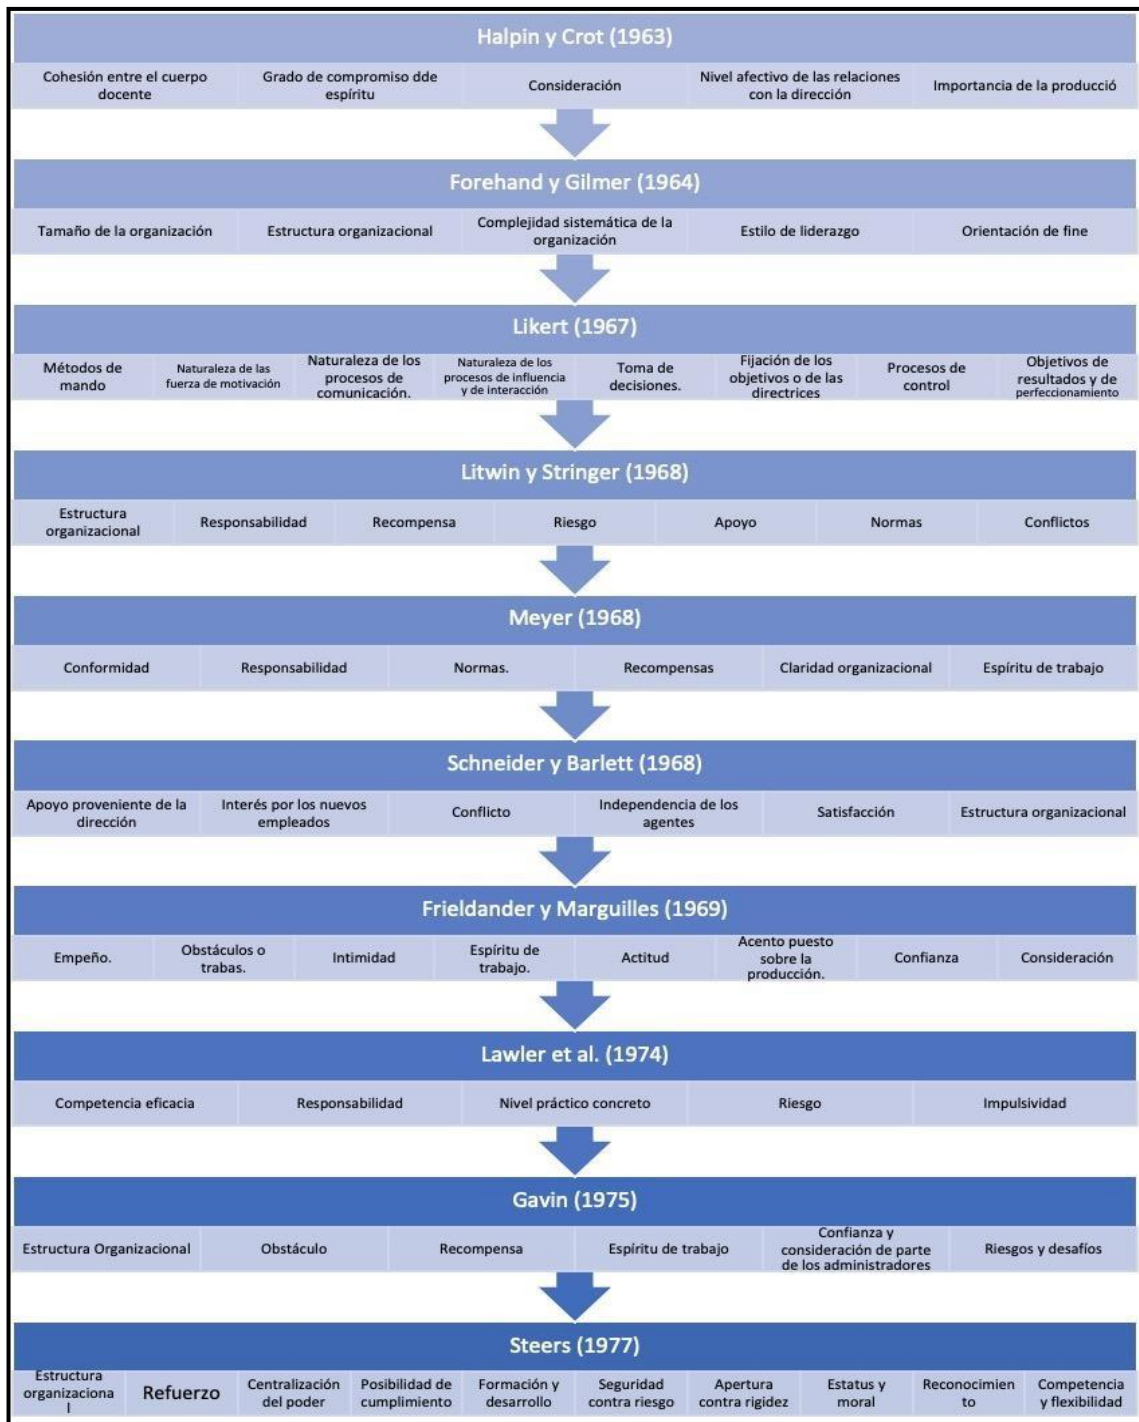 Halpin y Crot (1963)
Cohesión entre el cuerpo
docente
Grado de compromiso dde
espíritu
Consideración
Nivel afectivo de las relaciones
con la dirección
Importancia de la producció
Forehand y Gilmer (1964)
Tamaño de la organización
Estructura organizacional
Complejidad sistemática de la
organización
Estilo de liderazgo
Orientación de fine
Likert (1967)
Métodos de
mando
Naturaleza de las
fuerza de motivación
Naturaleza de los
procesos de
comunicación.
Naturaleza de los
procesos de influencia
y de interacción
Toma de
decisiones.
Fijación de los
objetivos o de las
directrices
Procesos de
control
Objetivos de
resultados y de
perfeccionamiento
Litwin y Stringer (1968)
Estructura
organizacional
Responsabilidad
Recompensa
Riesgo
Apoyo
Normas
Conflictos
Meyer (1968)
Conformidad
Responsabilidad
Normas.
Recompensas
Claridad organizacional
Espíritu de trabajo
Schneider y Barlett (1968)
Apoyo proveniente de la
dirección
Interés por los nuevos
empleados
Conflicto
Independencia de los
agentes
Satisfacción
Estructura organizacional
Frieldander y Marguilles (1969)
Empeño.
Obstáculos o
trabas.
Intimidad
Espíritu de
trabajo.
Actitud
Acento puesto
sobre la
producción.
Confianza
Consideración
Lawler et al. (1974)
Competencia eficacia
Responsabilidad
Nivel práctico concreto
Riesgo
Impulsividad
Gavin (1975)
Estructura Organizacional
Obstáculo
Recompensa
Espíritu de trabajo
Confianza y
consideración de parte
de los administradores
Riesgos y desafíos
Steers (1977)
Estructura
organizaciona
l
Refuerzo
Centralización
del poder
Posibilidad de
cumplimiento
Formación y
desarrollo
Seguridad
contra riesgo
Apertura
contra rigidez
Estatus y
moral
Reconocimien
to
Competencia
y flexibilidad